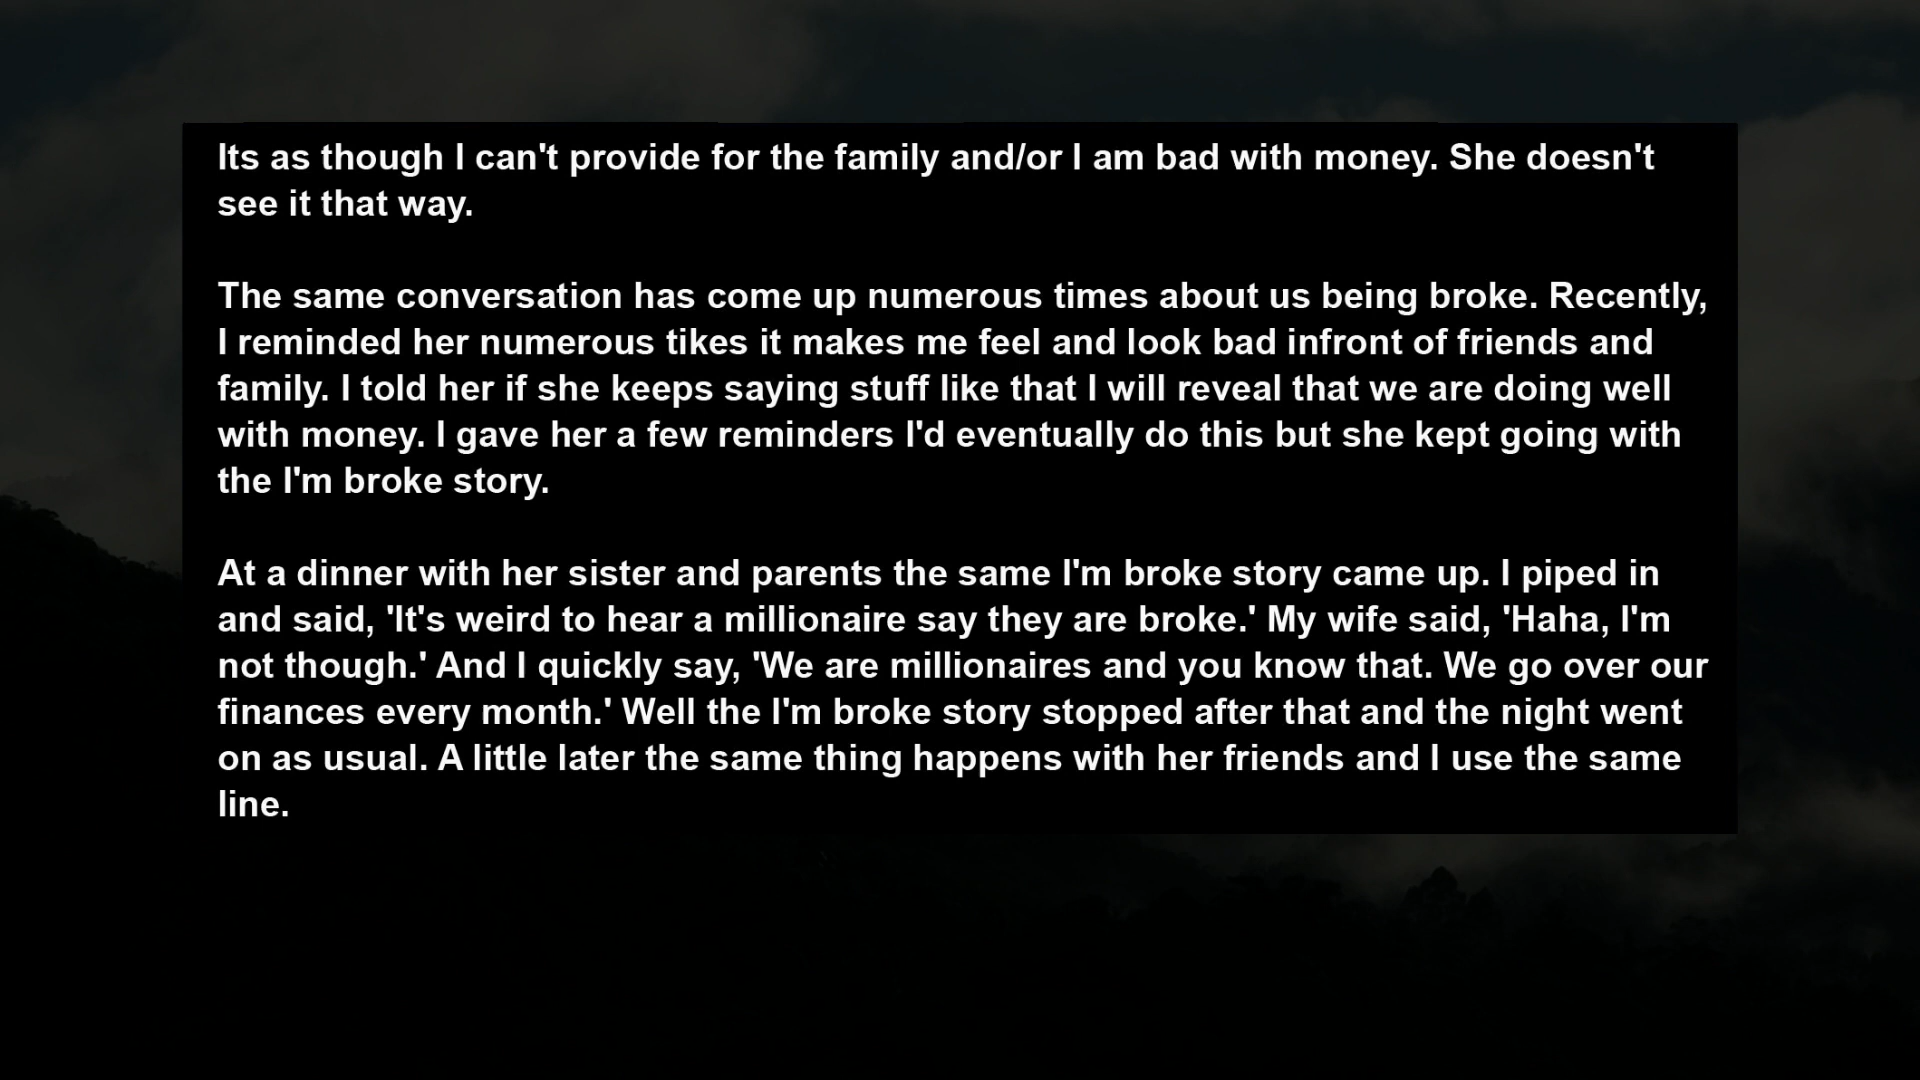 Its as though I can't provide for the family and/or I am bad with money. She doesn't
see it that way.
The same conversation has come up numerous times about us being broke. Recently,
I reminded her numerous tikes it makes me feel and look bad infront of friends and
family. I told her if she keeps saying stuff like that I will reveal that we are doing well
with money. I gave her a few reminders I'd eventually do this but she kept going with
the I'm broke story.
At a dinner with her sister and parents the same I'm broke story came up. I piped in
and said, 'It's weird to hear a millionaire say they are broke.' My wife said, 'Haha, I'm
not though.' And I quickly say, 'We are millionaires and you know that. We go over our
finances every month.' Well the I'm broke story stopped after that and the night went
on as usual. A little later the same thing happens with her friends and I use the same
line.